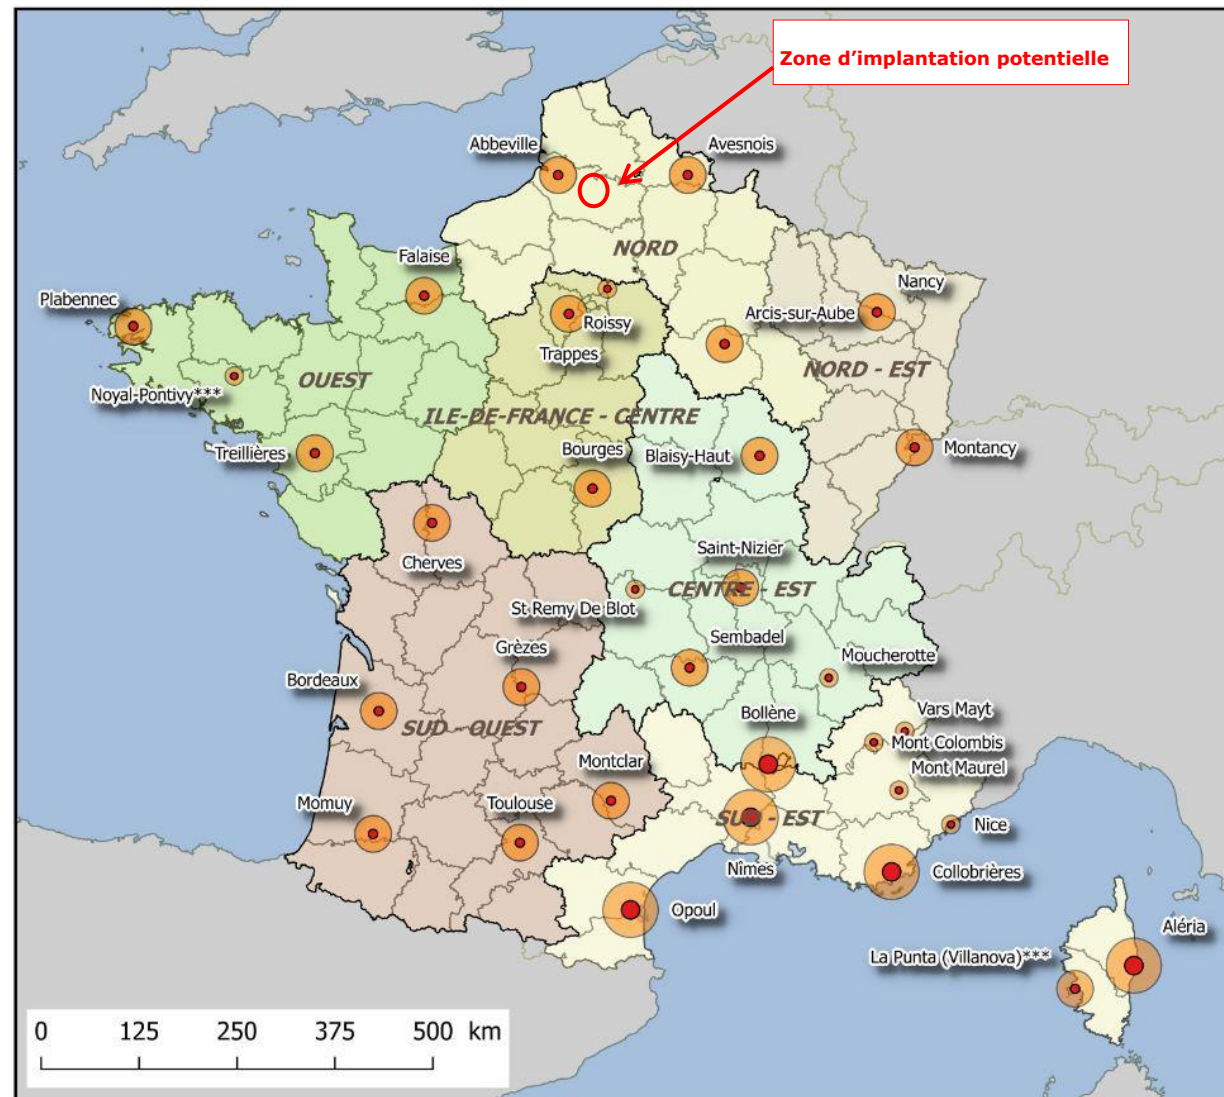 Zone d’implantation potentielle
Abbeville
Avesnois
NORD
Falaise
Nancy
Plabennec
Arcis-sur-Aube
Roissy
Trappes
NORD - EST
OUEST
Noyal-Pontivy***
ILE-DE-FRANCE - CENTRE
Treillières
Bourges
Blaisy-Haut
Montancy
Saint-Nizier
Cherves
CENTRE - EST
St Remy De Blot
Sembadel
Grèzes
Moucherotte
Bordeaux
Vars Mayt
Bollène
SUD - OUEST
Mont Colombis
Montclar
Mont Maurel
Momuy
Toulouse
SUD - EST
Nice
Nîmes
Collobrières
Opoul
Aléria
La Punta (Villanova)***
0 125 250 375 500 km